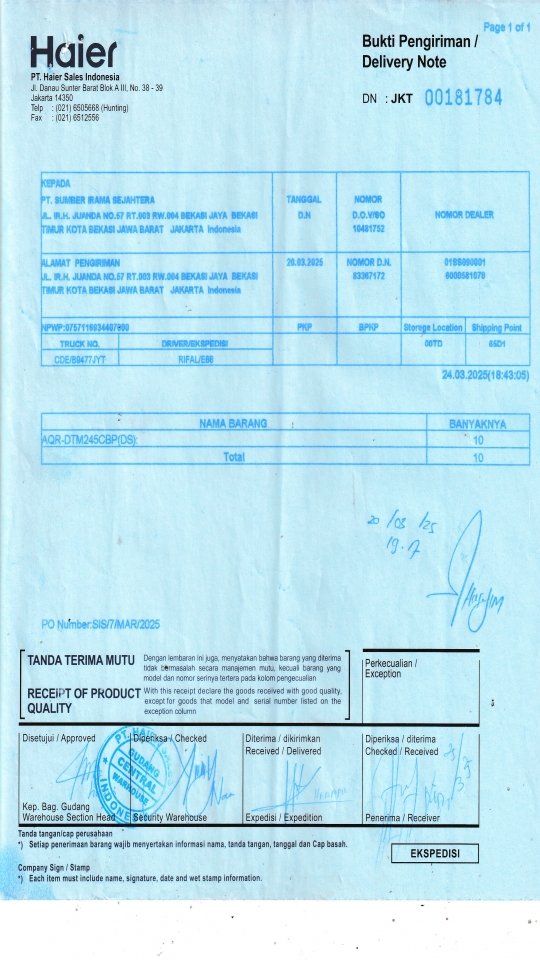 Page 1 of 1
Haier
Bukti Pengiriman /
Delivery Note
PT. Haier Sales Indonesia
Jl. Danau Sunter Barat Blok A III, No. 38 - 39
Jakarta 14350
Telp : (021) 6505668 (Hunting)
Fax : (021) 6512556
DN : JKT 00181784
KEPADA
PT. SUMBER IRAMA SEJAHTERA
JL. IR.H. JUANDA NO.57 RT.003 RW.004 BEKASI JAYA BEKASI
TIMUR KOTA BEKASI JAWA BARAT JAKARTA Indonesia
TANGGAL
D.H
NOMOR
D.O.V/SO
10481752
NOMOR DEALER
ALAMAT PENGIRIMAN
JL. IR.H. JUANDA NO.57 RT.003 RW.004 BEKASI JAYA BEKASI
TIMUR KOTA BEKASI JAWA BARAT JAKARTA Indonesia
20.03.2025
NOMOR D.N.
83367172
6000581070
PKP
BPKP
Storege Location
Shipping Point
TRUCK NO.
DRIVER/EKSPEDISI
CDE/B9477JYT
24.03.2025(18:43:05)
NAMA BARANG
BANYAKNYA
AQR-DTM245CBP(DS):
10
Total
10
20/03/25
19.17
HASYIM
PO Number:SIS/7/MAR/2025
TANDA TERIMA MUTU
Dengan lembaran ini juga, menyatakan bahwa barang yang diterima
tidak bermasalah secara manajemen mutu, kecuali barang yang
model dan nomor serinya tertera pada kolom pengecualian
RECEIPT OF PRODUCT
QUALITY
With this receipt declare the goods received with good quality,
except for goods that model and serial number listed on the
exception column
Perkecualian /
Exception
Disetujui / Approved
Diperiksa / Checked
Diterima / dikirimkan
Received / Delivered
Diperiksa / diterima
Checked / Received
GUDANG
CENTRAL
WAREHOUSE
INDONESIA
Kep. Bag. Gudang
Warehouse Section Head
Security Warehouse
Expedisi / Expedition
Penerima / Receiver
Tanda tangan/cap perusahaan
*) Setiap penerimaan barang wajib menyertakan informasi nama, tanda tangan, tanggal dan Cap basah.
EKSPEDISI
Company Sign / Stamp
*) Each item must include name, signature, date and wet stamp information.